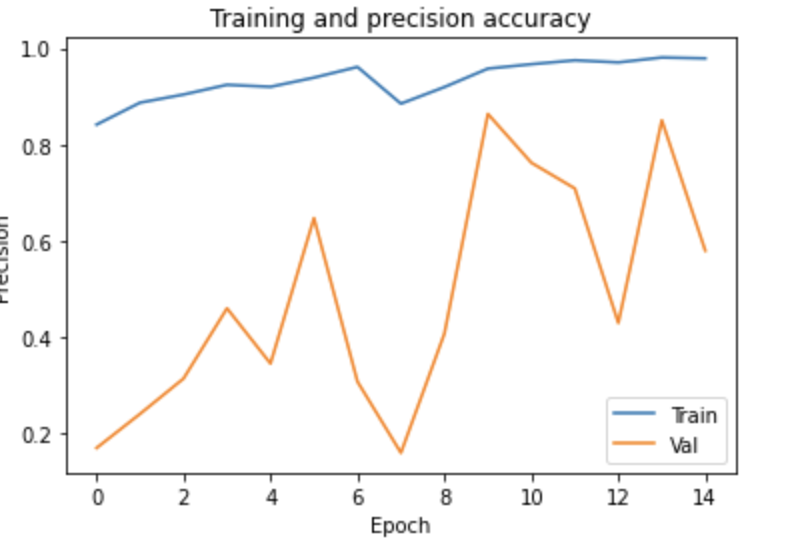 Training and precision accuracy
1.0
0.8
0.6
0.4
0.2
Precision
0 2 4 6 8 10 12 14
Epoch
Train
Val